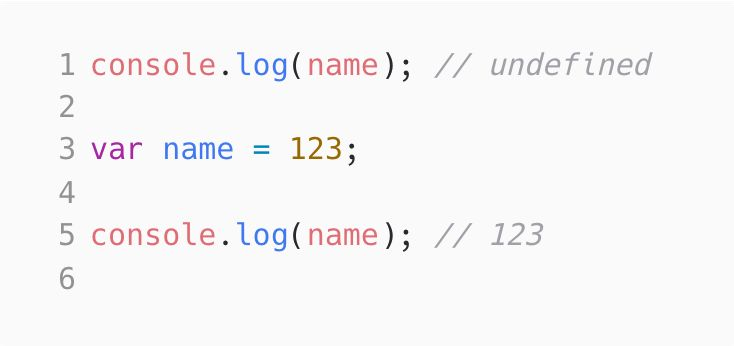 1 console.log(name); // undefined
2
3 var name = 123;
4
5 console.log(name); // 123
6